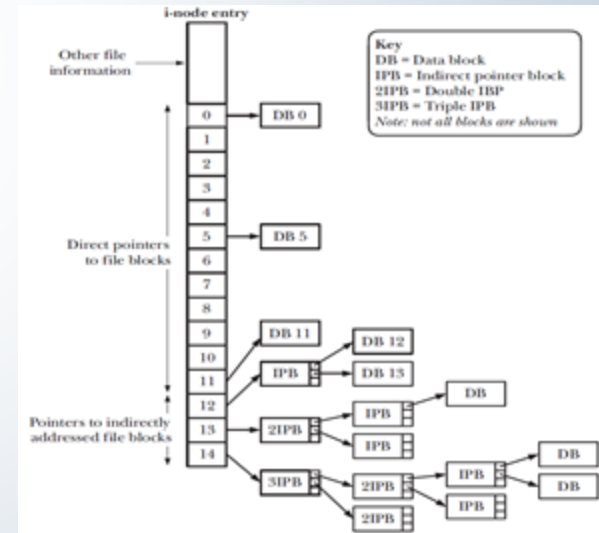 i-node entry
Other file
information
Key
DB = Data block
IPB = Indirect pointer block
2IPB = Double IBP
3IPB = Triple IPB
Note: not all blocks are shown
0
DB 0
1
2
3
4
5
DB 5
Direct pointers
to file blocks
6
7
8
9
DB 11
10
DB 12
11
IPB
DB 13
12
DB
Pointers to indirectly
addressed file blocks
13
2IPB
IPB
IPB
14
3IPB
2IPB
IPB
DB
DB
2IPB
IPB